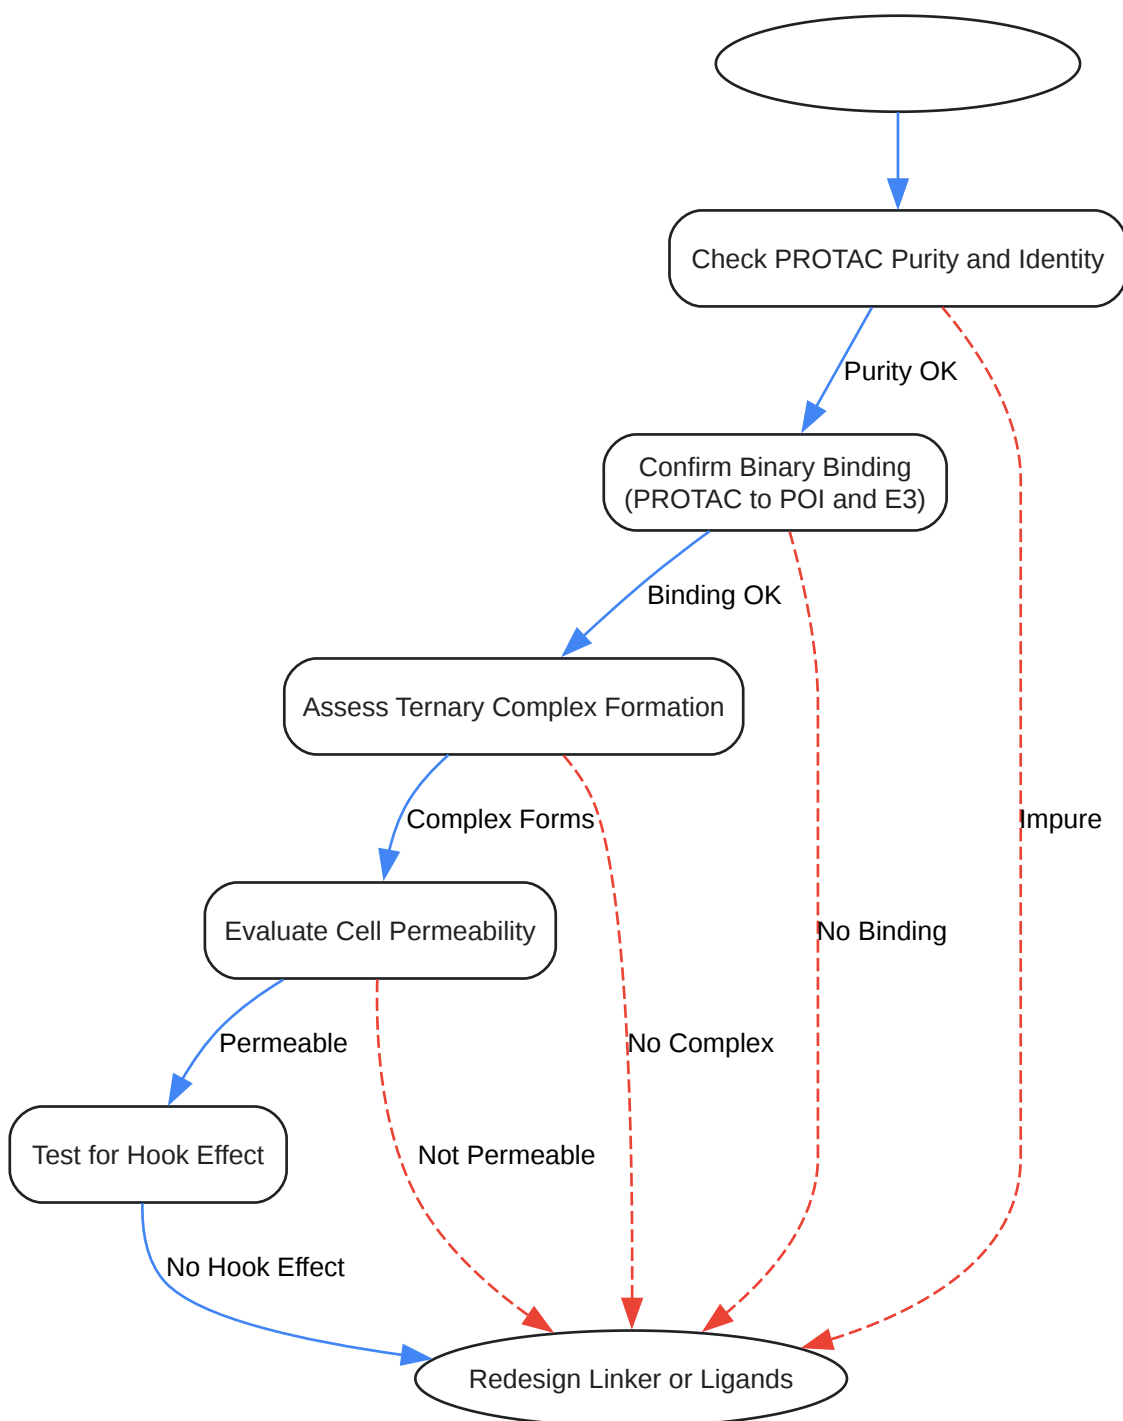 Check PROTAC Purity and Identity
Purity OK
Confirm Binary Binding
(PROTAC to POI and E3)
Binding OK
Assess Ternary Complex Formation
Complex Forms
Impure
Evaluate Cell Permeability
No Binding
Permeable
No Complex
Test for Hook Effect
Not Permeable
No Hook Effect
Redesign Linker or Ligands